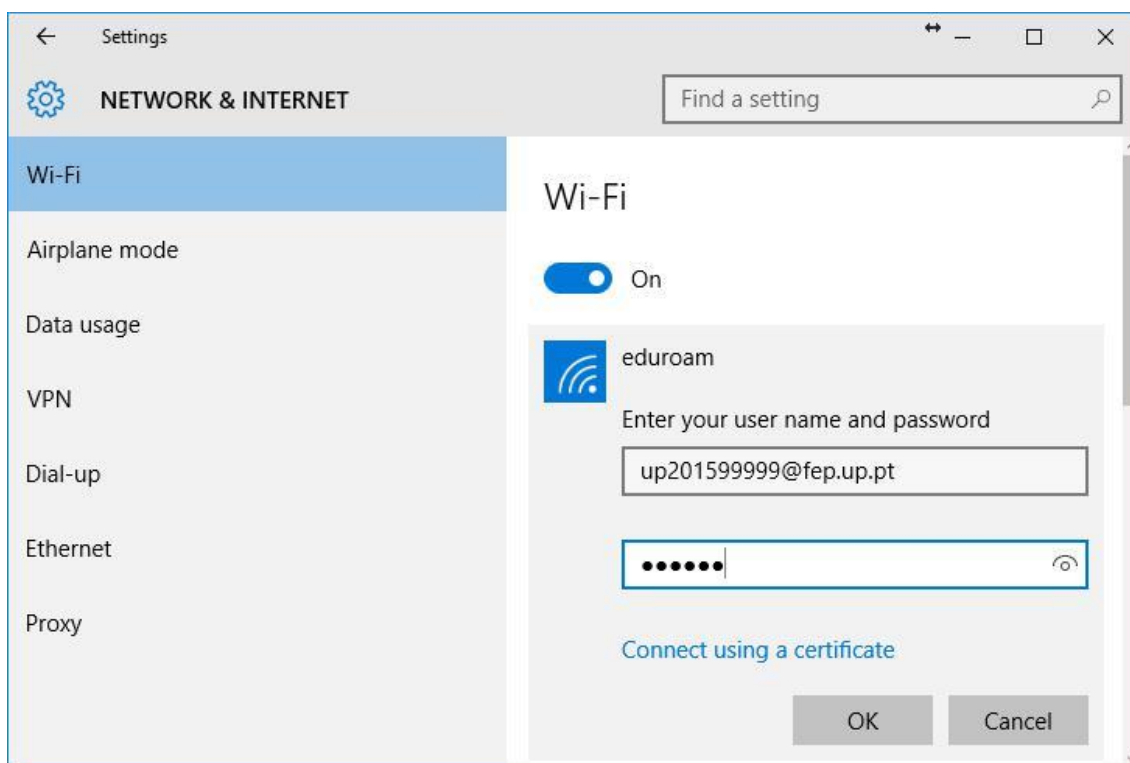 Settings
NETWORK & INTERNET
Find a setting
Wi-Fi
Airplane mode
Data usage
VPN
Dial-up
Ethernet
Proxy
Wi-Fi
On
eduroam
Enter your user name and password
up201599999@fep.up.pt
••••••
Connect using a certificate
OK
Cancel